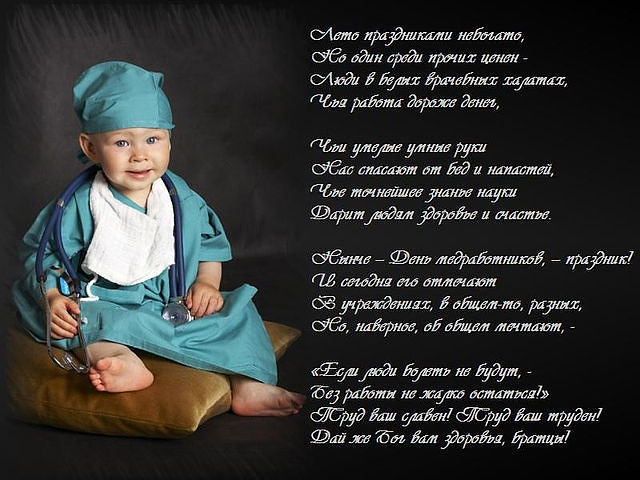 Лето праздниками небогато,
Но один среди прочих ценен -
Люди в белых врачебных халатах,
Чья работа дороже денег,
Чьи умелые умные руки
Нас спасают от бед и напастей,
Чье точнейшее знанье науки
Дарит людям здоровье и счастье.
Нынче – День медработников, – праздник!
И сегодня его отмечают
В учреждениях, в общем-то, разных,
Но, наверное, об общем мечтают, -
«Если люди болеть не будут, -
Без работы не жалко остаться!»
Труд ваш славен! Труд ваш труден!
Дай же Бог вам здоровья, братцы!